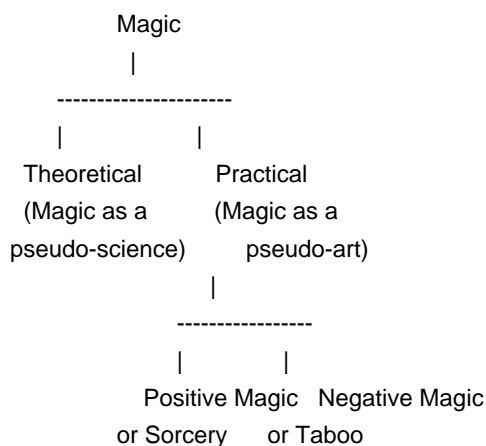 Magic
|
----------------------
| |
Theoretical Practical
(Magic as a (Magic as a
pseudo-science) pseudo-art)
|
-----------------
| |
Positive Magic Negative Magic
or Sorcery or Taboo